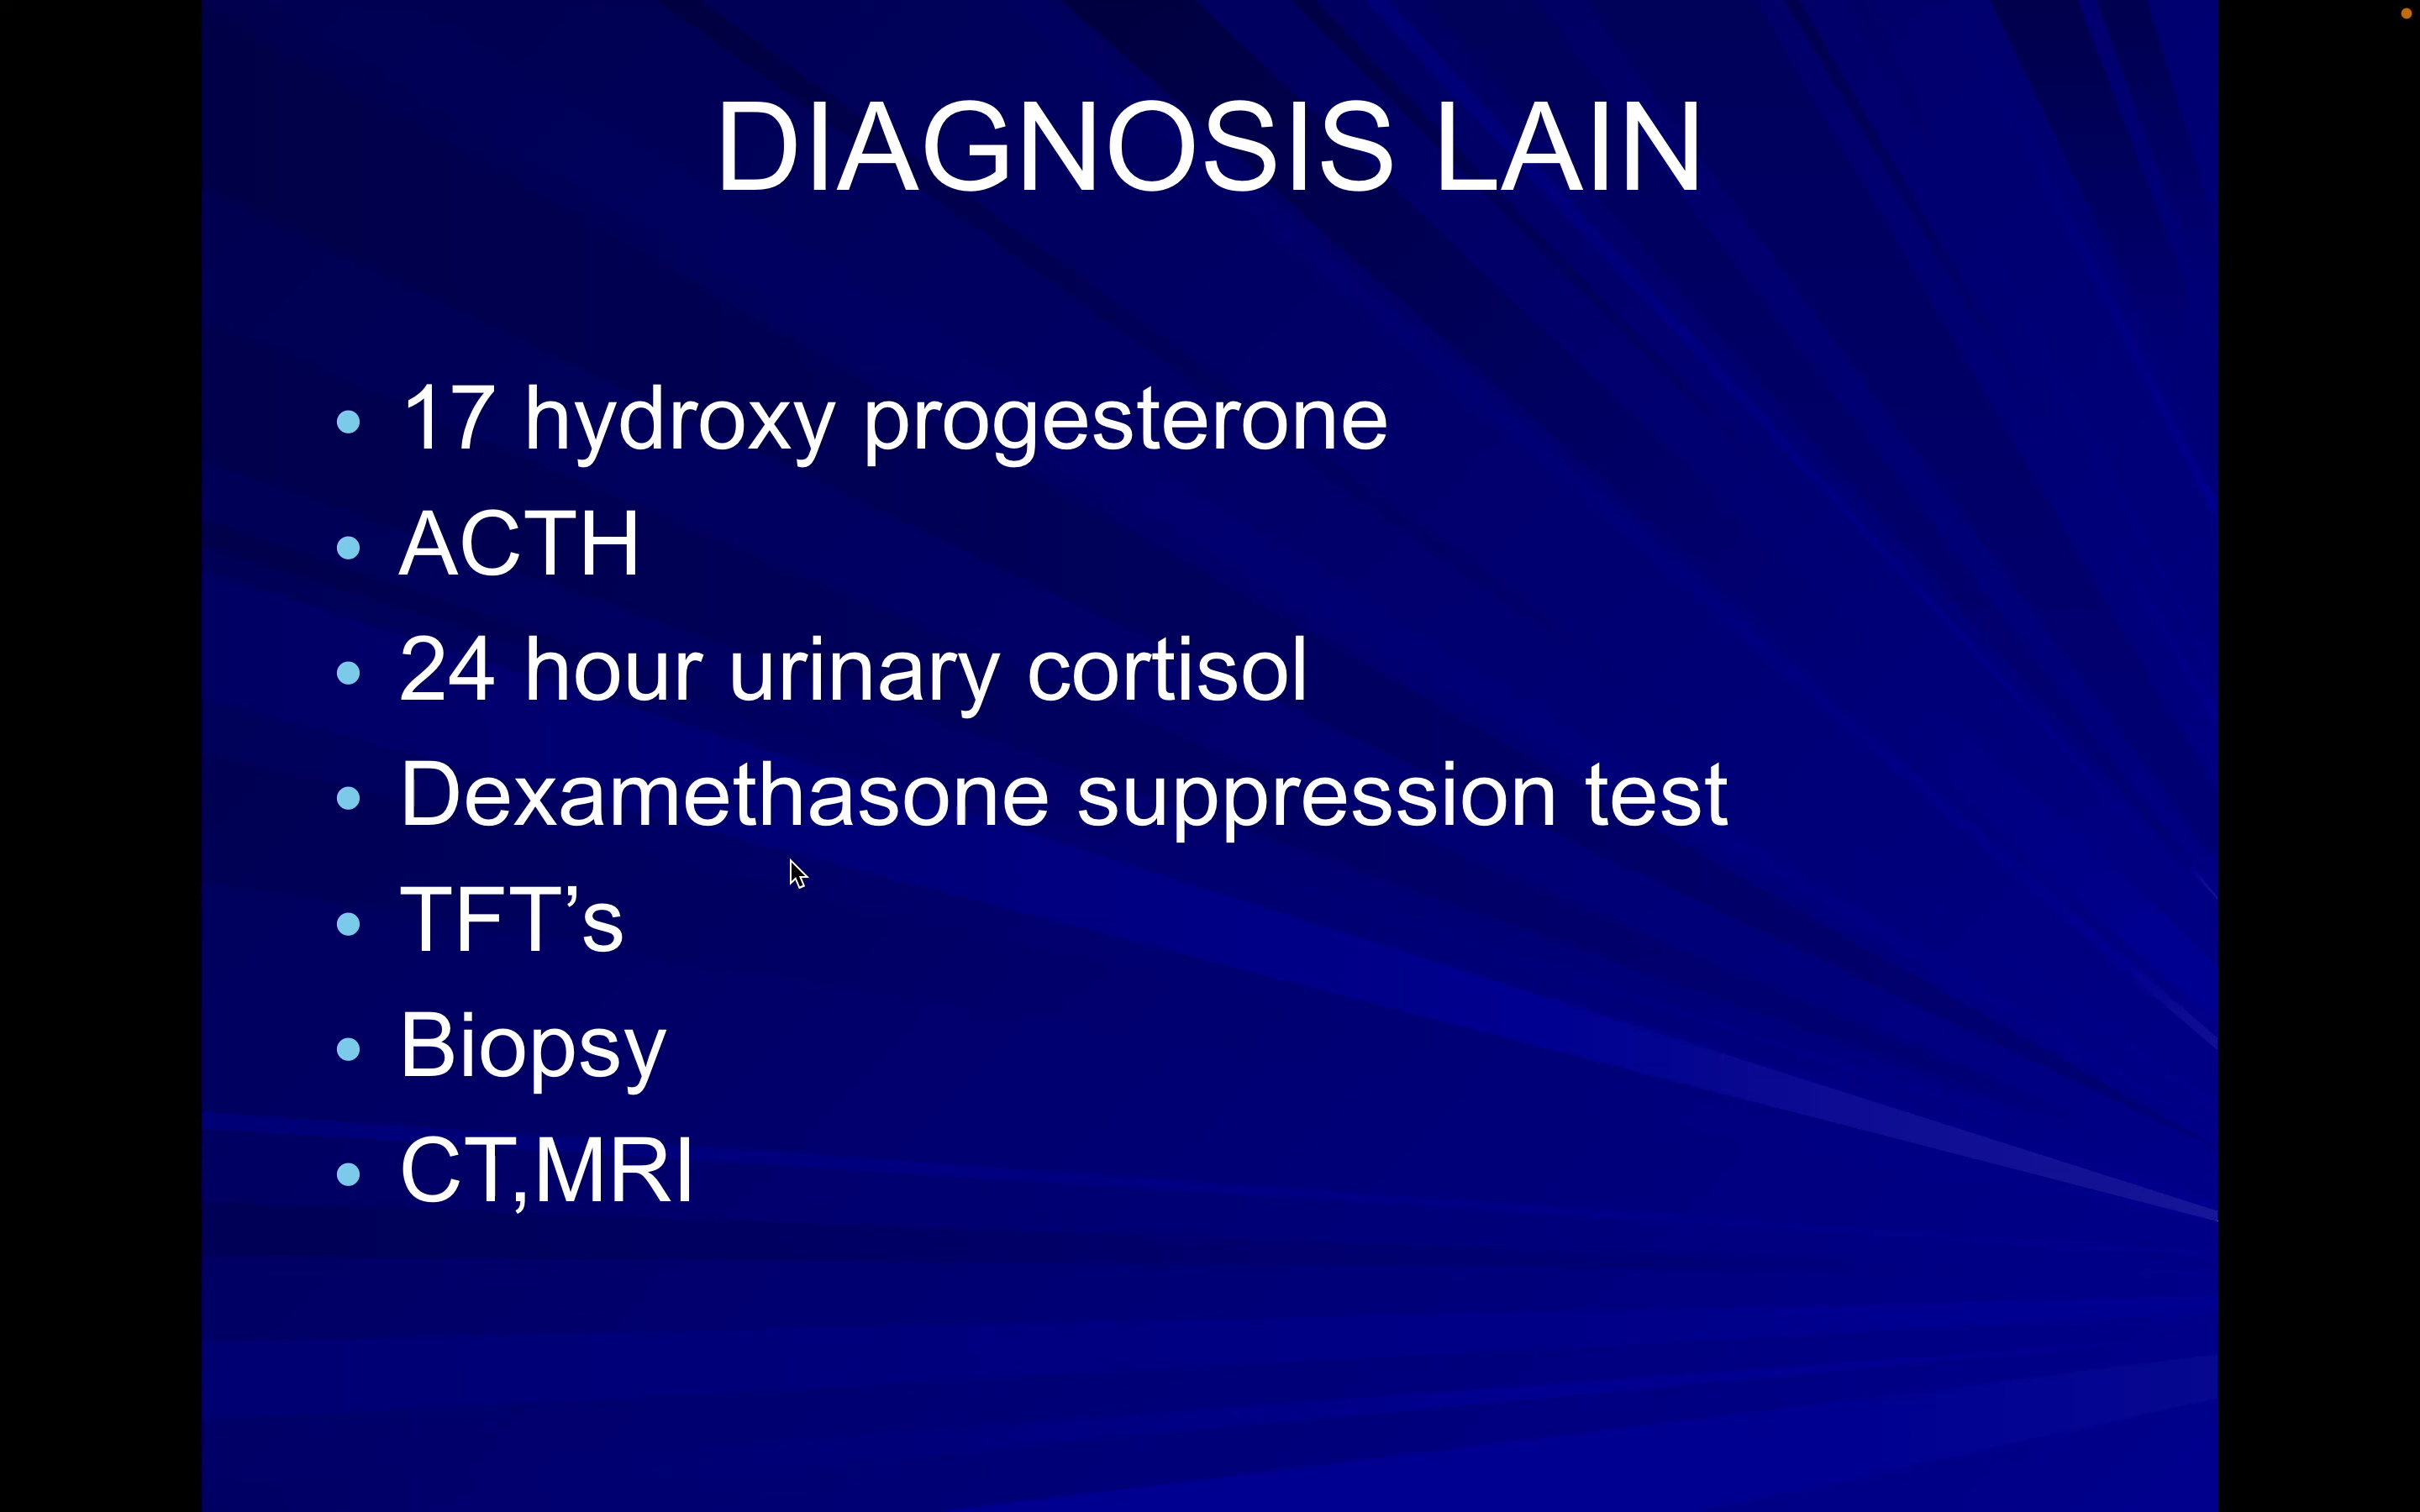 DIAGNOSIS LAIN
17 hydroxy progesterone
ACTH
24 hour urinary cortisol
Dexamethasone suppression test
TFT’s
Biopsy
CT,MRI